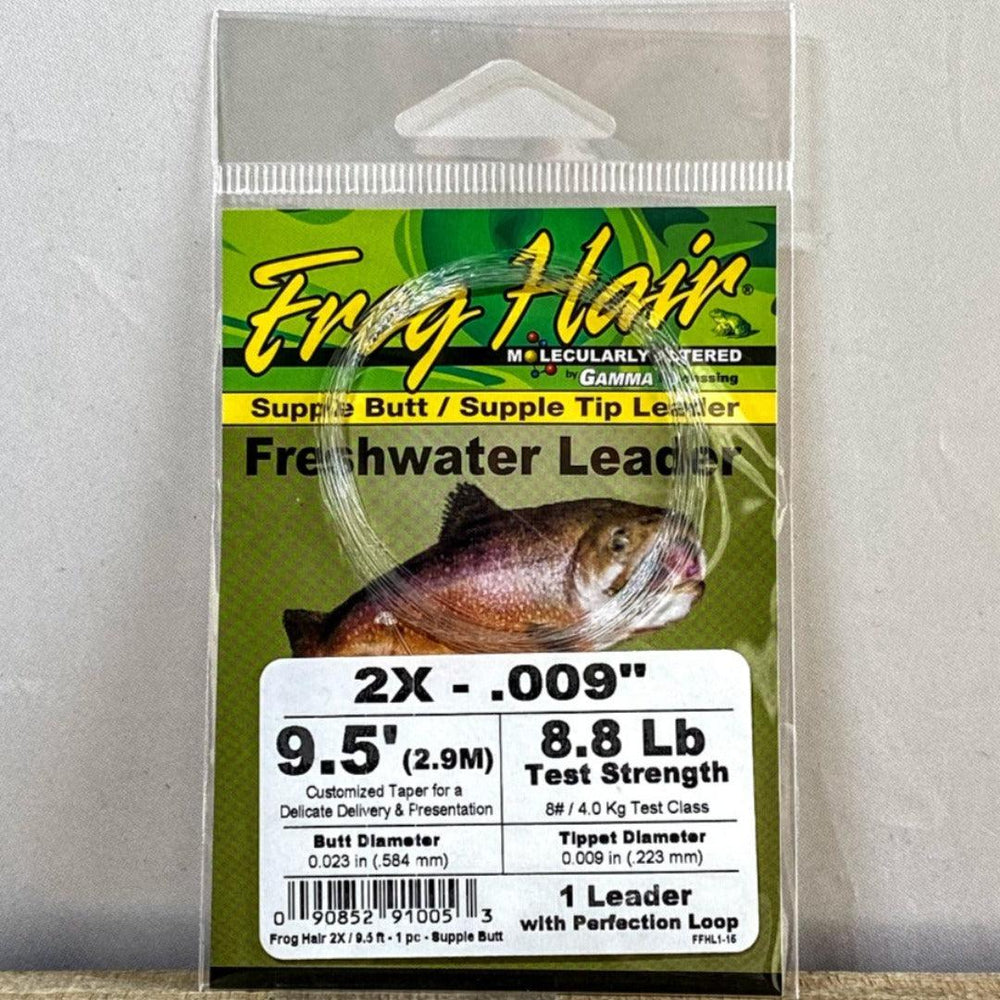 Frog Hair®
MOLECULARLY ALTERED
by GAMMA Processing
Supple Butt / Supple Tip Leader
Freshwater Leader
2X - .009"
9.5' (2.9M)
Customized Taper for a
Delicate Delivery & Presentation
8.8 Lb
Test Strength
8# / 4.0 Kg Test Class
Butt Diameter
0.023 in (.584 mm)
Tippet Diameter
0.009 in (.223 mm)
0 90852 91005 3
Frog Hair 2X / 9.5 ft - 1 pc - Supple Butt
1 Leader
with Perfection Loop
FFHL1-15